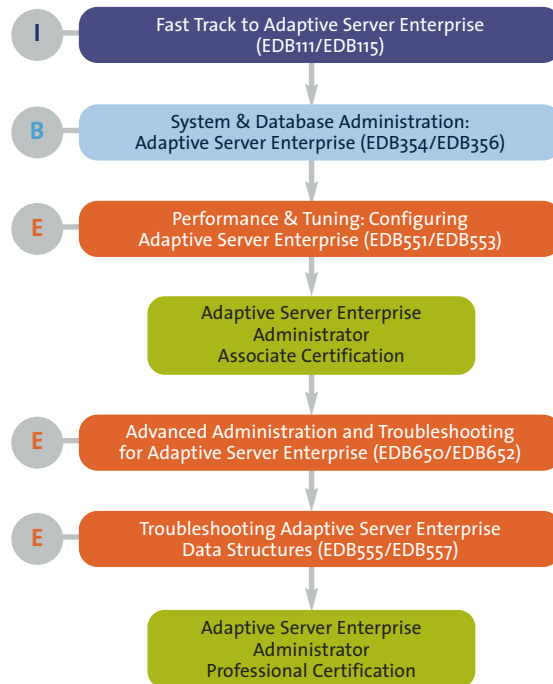 I
Fast Track to Adaptive Server Enterprise
(EDB111/EDB115)
B
System & Database Administration:
Adaptive Server Enterprise (EDB354/EDB356)
E
Performance & Tuning: Configuring
Adaptive Server Enterprise (EDB551/EDB553)
Adaptive Server Enterprise
Administrator
Associate Certification
E
Advanced Administration and Troubleshooting
for Adaptive Server Enterprise (EDB650/EDB652)
E
Troubleshooting Adaptive Server Enterprise
Data Structures (EDB555/EDB557)
Adaptive Server Enterprise
Administrator
Professional Certification